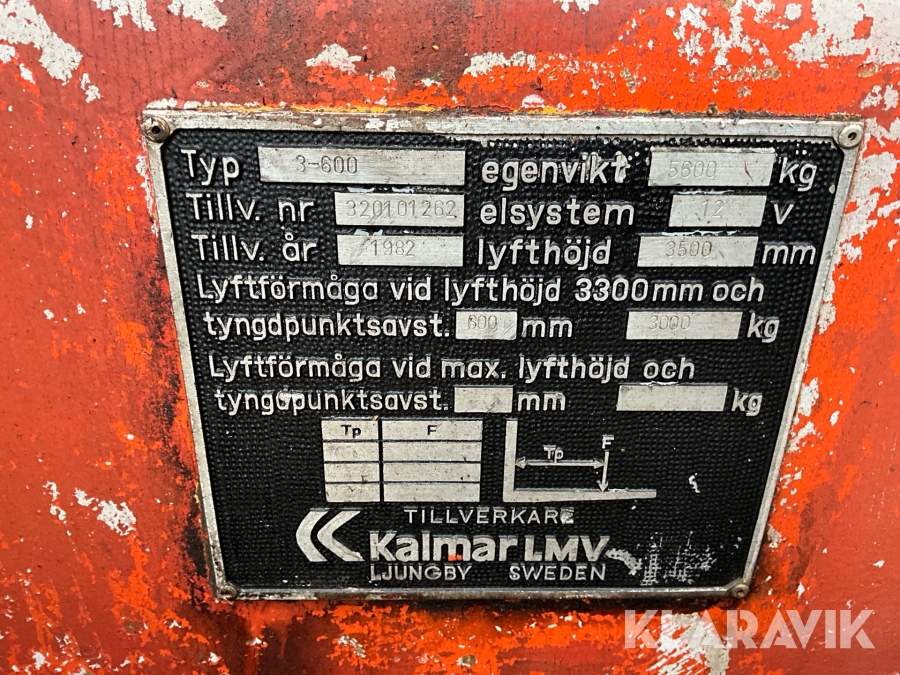 Typ 3-600 egenvikt 5800 kg
Tillv. nr 320101262 elsystem 12 V
Tillv. år 1982 lyfthöjd 3500 mm
Lyftförmåga vid lyfthöjd 3300 mm och
tyngdpunktsavst. 600 mm 3000 kg
Lyftförmåga vid max. lyfthöjd och
tyngdpunktsavst. mm kg
Tp F
F
Tp
TILLVERKARE
Kalmar LMV
LJUNGBY SWEDEN
KLARAVIK